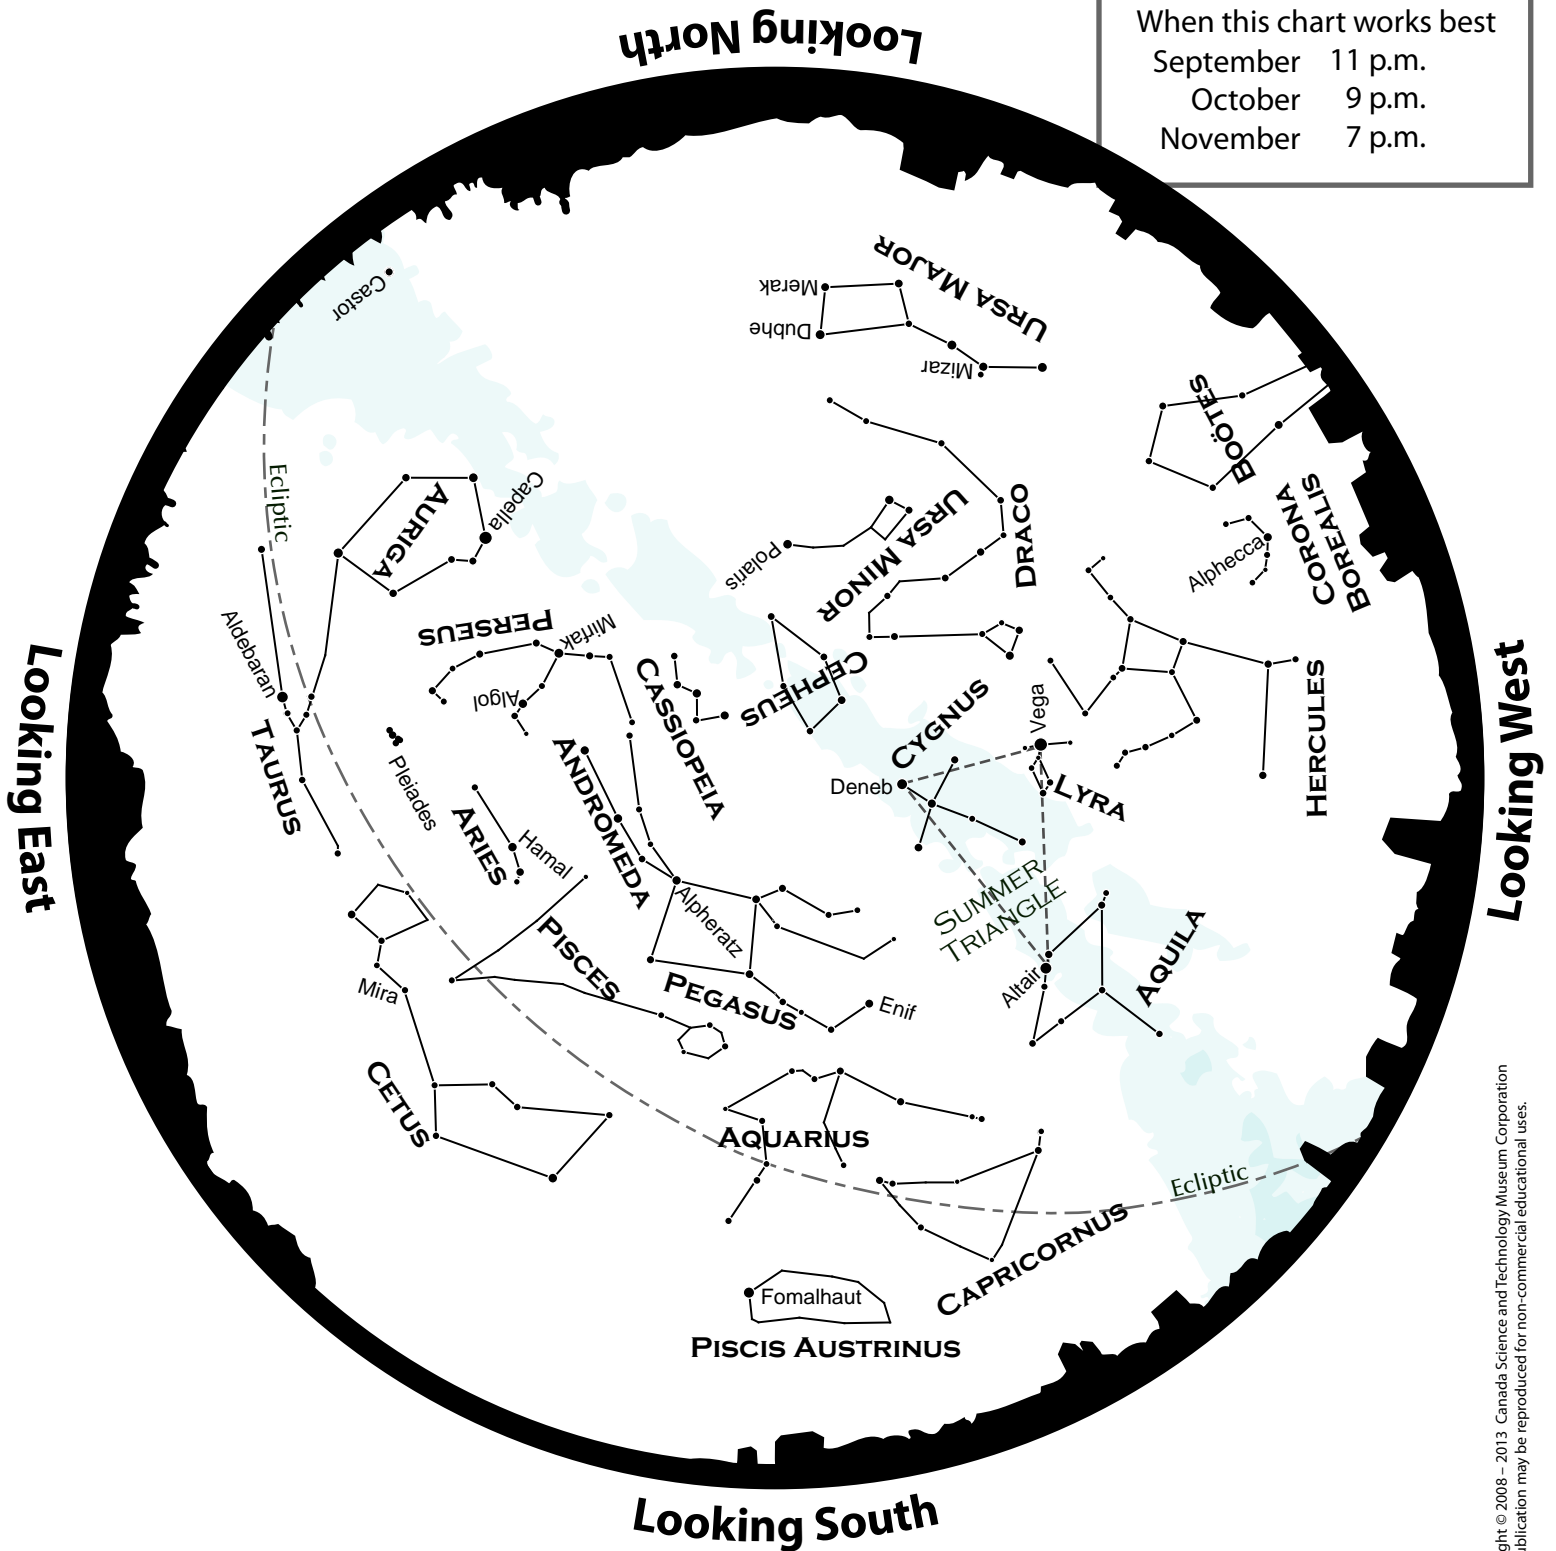 When this chart works best
September 11 p.m.
October 9 p.m.
November 7 p.m.
Looking North
Castor
URSA MAJOR
Merak
Dubhe
Mizar
BOÖTES
Ecliptic
AURIGA
Capella
URSA MINOR
Polaris
DRACO
CORONA
BOREALIS
Alphecca
Aldebaran
PERSEUS
Mirfak
Algol
CASSIOPEIA
CEPHEUS
CYGNUS
Vega
HERCULES
Looking East
Looking West
TAURUS
Pleiades
ARIES
Hamal
ANDROMEDA
Deneb
LYRA
Alpheratz
SUMMER
TRIANGLE
AQUILA
Altair
PISCES
PEGASUS
Enif
Mira
CETUS
AQUARIUS
Ecliptic
CAPRICORNUS
Fomalhaut
PISCIS AUSTRINUS
Looking South
ght © 2008 – 2013 Canada Science and Technology Museum Corporation
ublication may be reproduced for non-commercial educational uses.